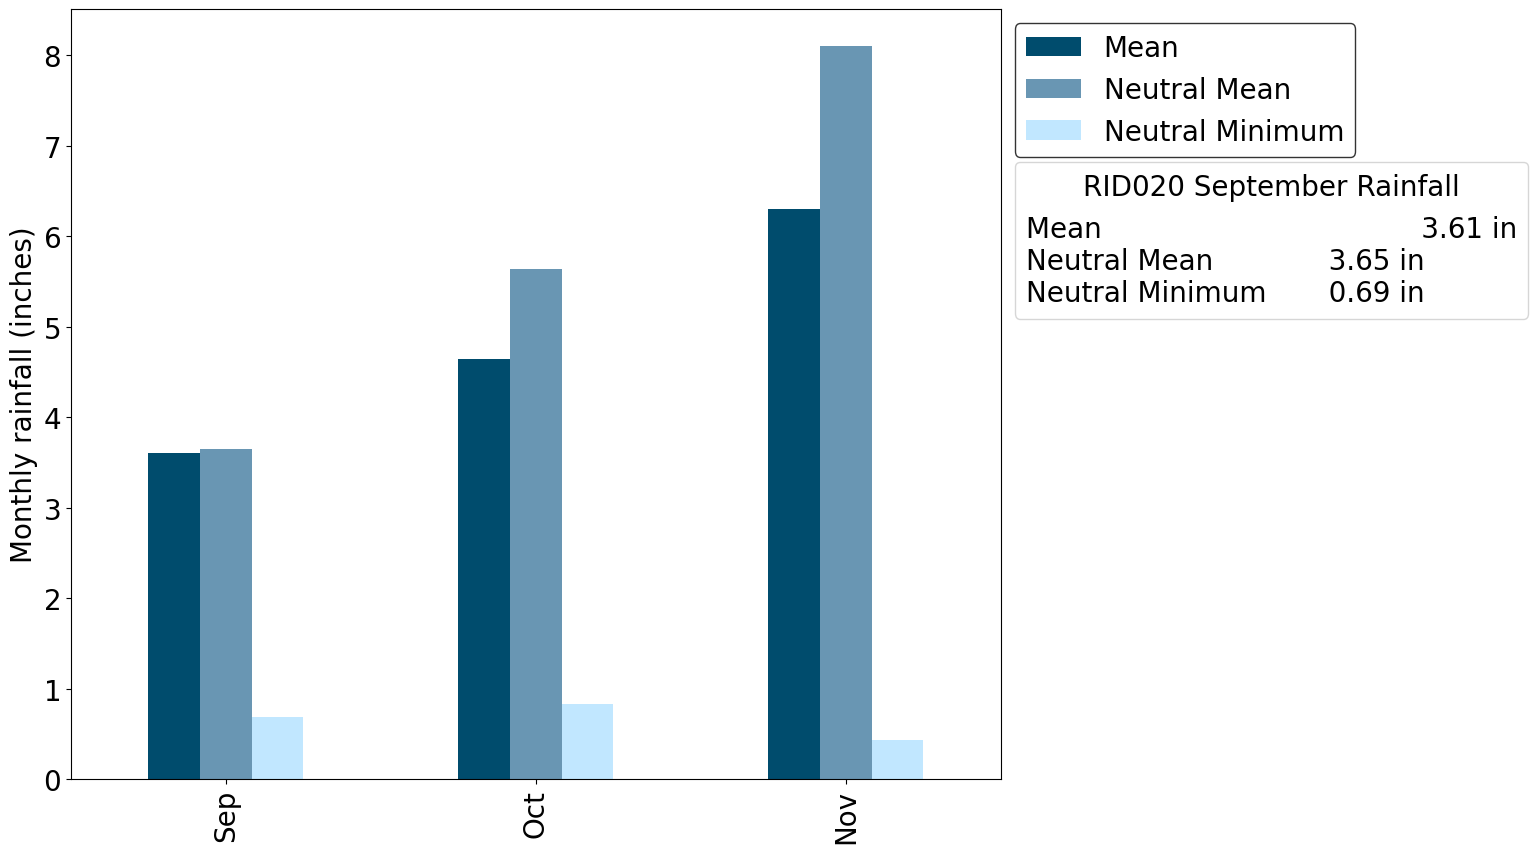 Monthly rainfall (inches)
8
7
6
5
4
3
2
1
0
Sep
Oct
Nov
Mean
Neutral Mean
Neutral Minimum
RID020 September Rainfall
Mean 3.61 in
Neutral Mean 3.65 in
Neutral Minimum 0.69 in